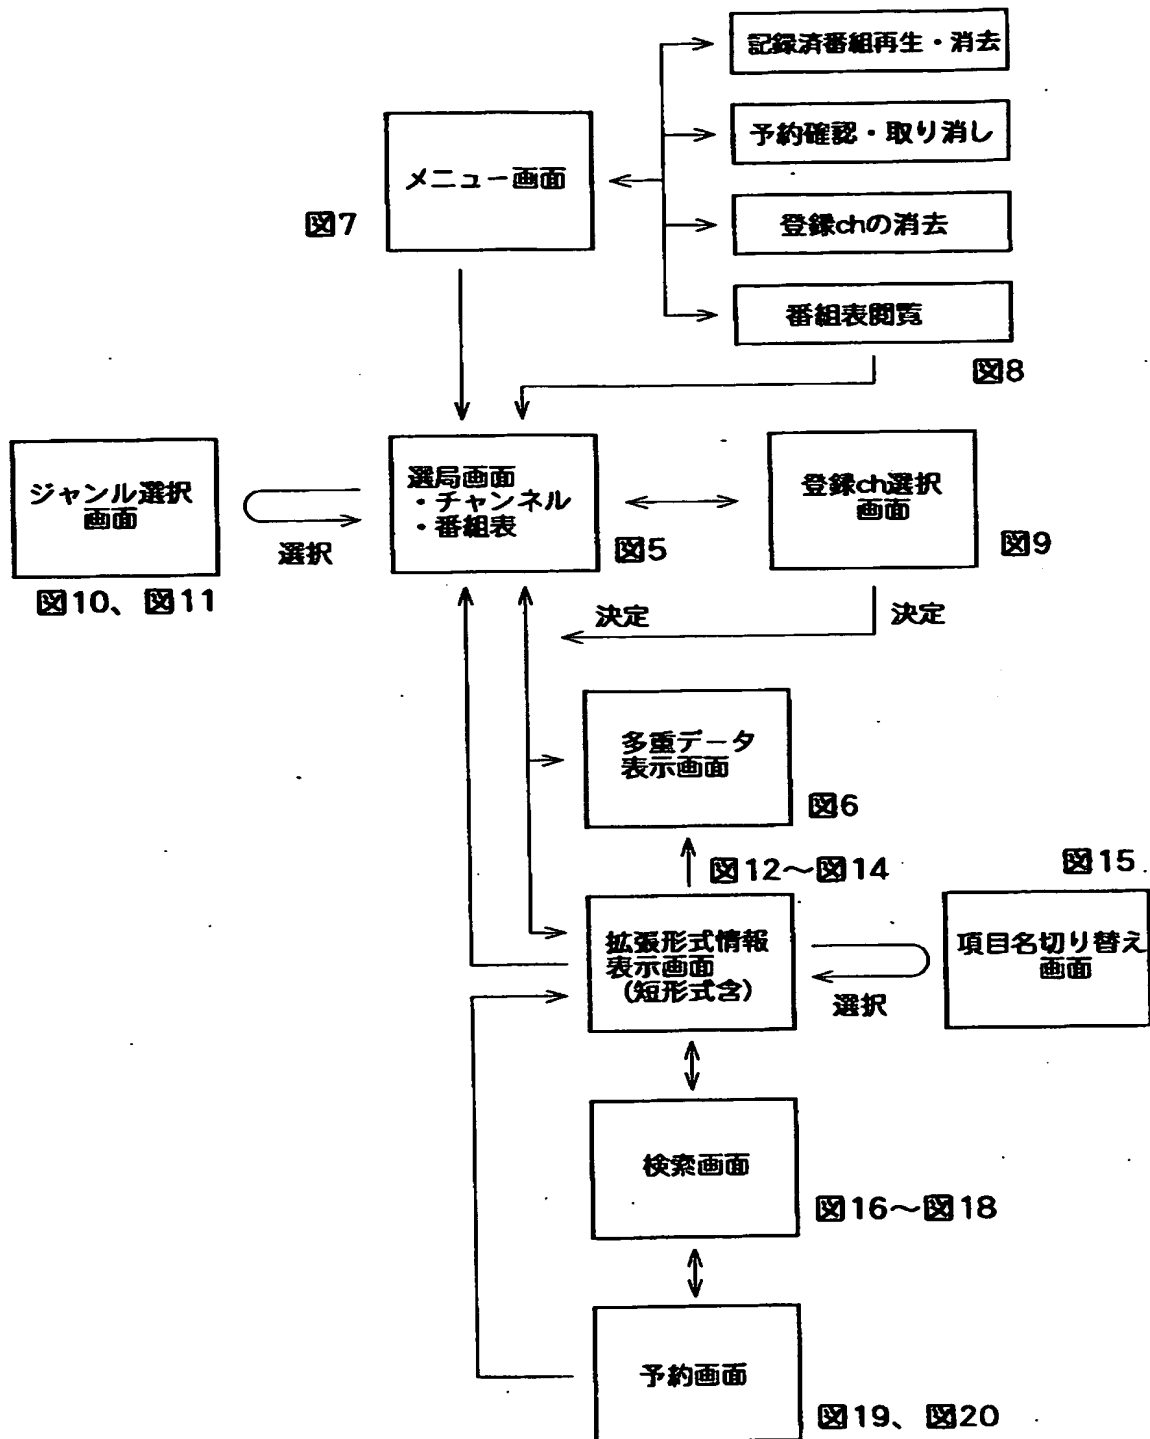 記録済番組再生・消去
予約確認・取り消し
メニュー画面
図7
登録chの消去
番組表閲覧
図8
ジャンル選択
画面
選択
図10、図11
選局画面
・チャンネル
・番組表
図5
登録ch選択
画面
図9
決定
決定
多重データ
表示画面
図6
図12～図14
図15
拡張形式情報
表示画面
(短形式含)
選択
項目名切り替え
画面
検索画面
図16～図18
予約画面
図19、図20